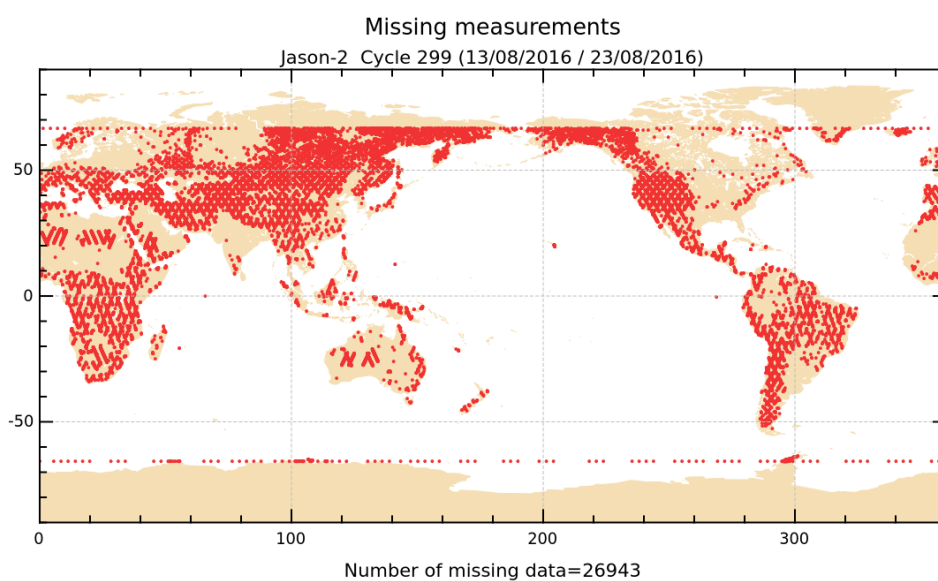 Missing measurements
Jason-2  Cycle 299 (13/08/2016 / 23/08/2016)
50
0
-50
0 100 200 300
Number of missing data=26943